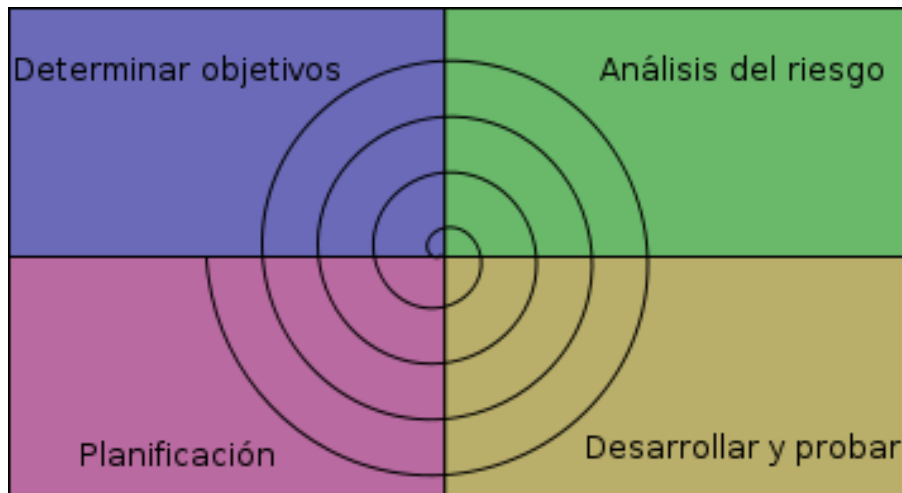 Determinar objetivos
Análisis del riesgo
Planificación
Desarrollar y probar